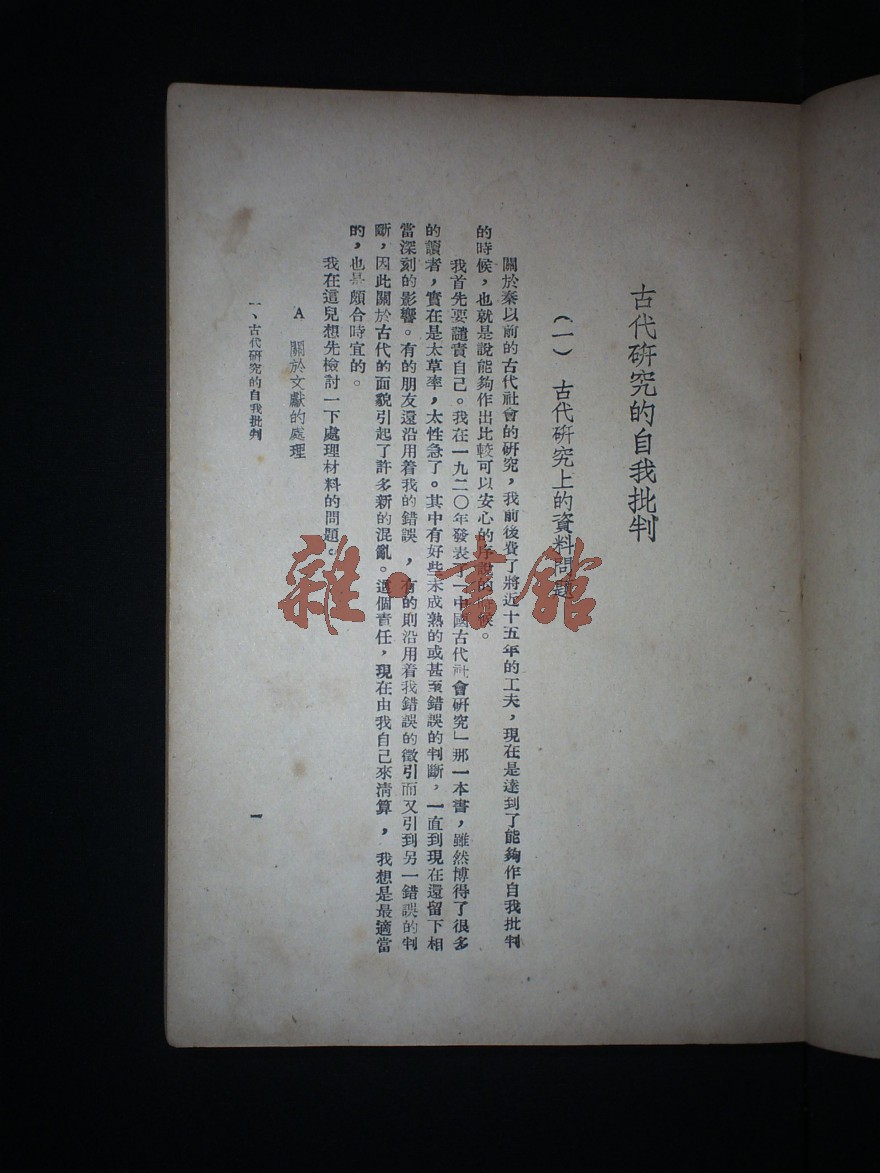 古代研究的自我批判
（一）　古代研究上的資料問題
關於秦以前的古代社會的研究，我前後費了將近十五年的工夫，現在是達到了能夠作自我批判
的時候，也就是說能夠作出比較可以安心的序說的時候。
我首先要譴責自己。我在一九二〇年發表了「中國古代社會研究」那一本書，雖然博得了很多
的讀者，實在是太草率，太性急了。其中有好些未成熟的或甚至錯誤的判斷，一直到現在還留下相
當深刻的影響。有的朋友還沿用着我的錯誤，有的則沿用着我錯誤的徵引而又引到另一錯誤的判
斷，因此關於古代的面貌引起了許多新的混亂。這個責任，現在由我自己來清算，我想是最適當
的，也是頗合時宜的。
我在這兒想先檢討一下處理材料的問題。
A　關於文獻的處理
一、古代研究的自我批判
一
雜·書館